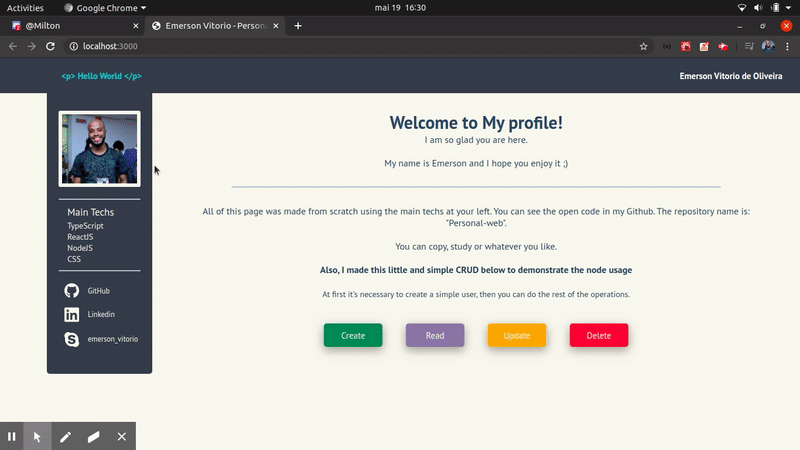 Activities
Google Chrome
mai 19 16:30
@Milton
Emerson Vitorio - Persona
localhost:3000
<p> Hello World </p>
Emerson Vitorio de Oliveira
Main Techs
TypeScript
ReactJS
NodeJS
CSS
GitHub
Linkedin
emerson_vitorio
Welcome to My profile!
I am so glad you are here.
My name is Emerson and I hope you enjoy it ;)
All of this page was made from scratch using the main techs at your left. You can see the open code in my Github. The repository name is:
"Personal-web".
You can copy, study or whatever you like.
Also, I made this little and simple CRUD below to demonstrate the node usage
At first it's necessary to create a simple user, then you can do the rest of the operations.
Create
Read
Update
Delete